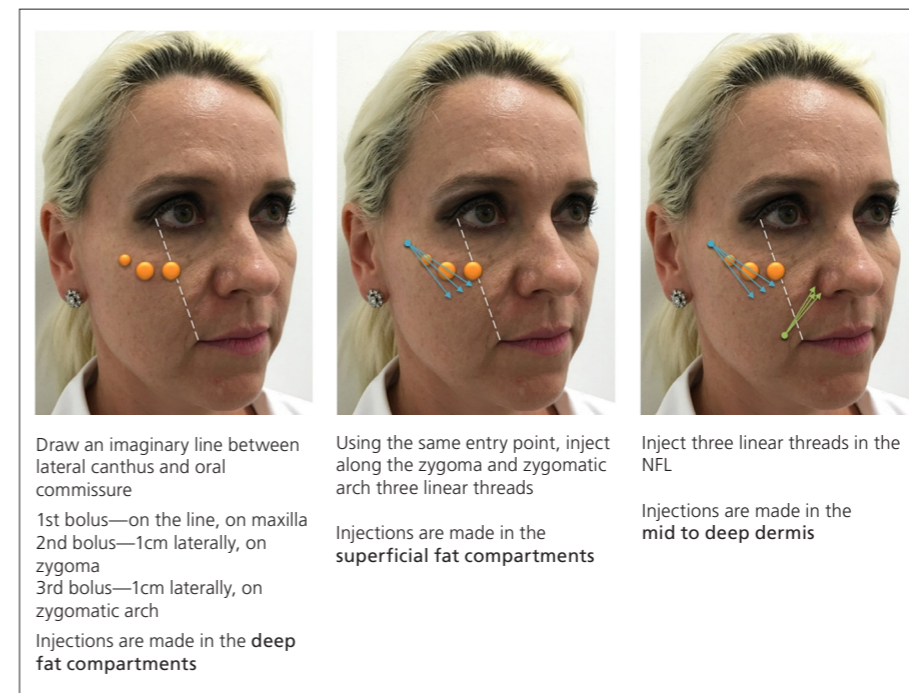 Draw an imaginary line between
lateral canthus and oral
commissure
1st bolus—on the line, on maxilla
2nd bolus—1cm laterally, on
zygoma
3rd bolus—1cm laterally, on
zygomatic arch
Injections are made in the deep
fat compartments
Using the same entry point, inject
along the zygoma and zygomatic
arch three linear threads
Injections are made in the
superficial fat compartments
Inject three linear threads in the
NFL
Injections are made in the
mid to deep dermis